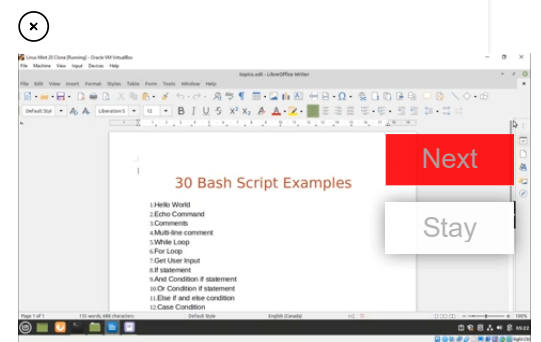 Linux Mint 20 Clone [Running] - Oracle VM VirtualBox
File Machine View Input Devices Help
topics.odt - LibreOffice Writer
File Edit View Insert Format Styles Table Form Tools Window Help
Default Styl Liberation S 12
Next
30 Bash Script Examples
Stay
1.Hello World
2.Echo Command
3.Comments
4.Multi-line comment
5.While Loop
6.For Loop
7.Get User Input
8.If statement
9.And Condition if statement
10.Or Condition if statement
11.Else if and else condition
12.Case Condition
Page 1 of 1 Default Style English (Canada) 100%
05:22
Right Ctrl